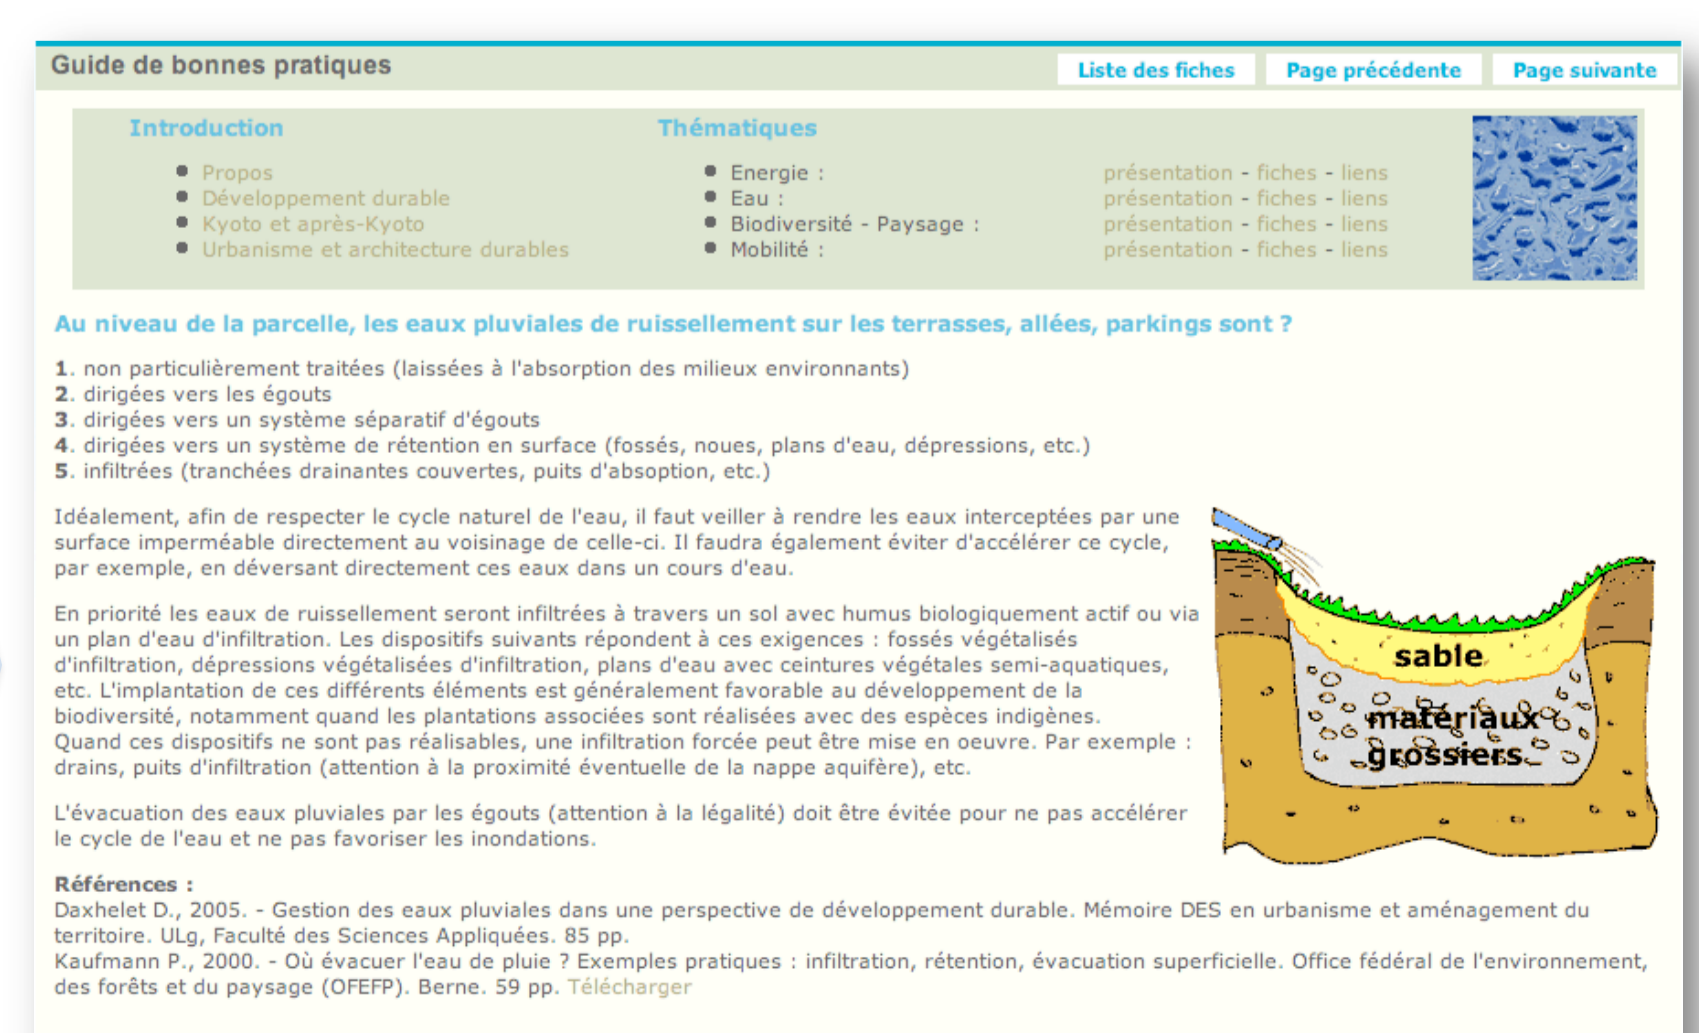 Guide de bonnes pratiques
Liste des fiches
Page précédente
Page suivante
Introduction
Propos
Développement durable
Kyoto et après-Kyoto
Urbanisme et architecture durables
Thématiques
Energie : présentation - fiches - liens
Eau : présentation - fiches - liens
Biodiversité - Paysage : présentation - fiches - liens
Mobilité : présentation - fiches - liens
Au niveau de la parcelle, les eaux pluviales de ruissellement sur les terrasses, allées, parkings sont ?
1. non particulièrement traitées (laissées à l'absorption des milieux environnants)
2. dirigées vers les égouts
3. dirigées vers un système séparatif d'égouts
4. dirigées vers un système de rétention en surface (fossés, noues, plans d'eau, dépressions, etc.)
5. infiltrées (tranchées drainantes couvertes, puits d'absoption, etc.)
Idéalement, afin de respecter le cycle naturel de l'eau, il faut veiller à rendre les eaux interceptées par une
surface imperméable directement au voisinage de celle-ci. Il faudra également éviter d'accélérer ce cycle,
par exemple, en déversant directement ces eaux dans un cours d'eau.
En priorité les eaux de ruissellement seront infiltrées à travers un sol avec humus biologiquement actif ou via
un plan d'eau d'infiltration. Les dispositifs suivants répondent à ces exigences : fossés végétalisés
d'infiltration, dépressions végétalisées d'infiltration, plans d'eau avec ceintures végétales semi-aquatiques,
etc. L'implantation de ces différents éléments est généralement favorable au développement de la
biodiversité, notamment quand les plantations associées sont réalisées avec des espèces indigènes.
Quand ces dispositifs ne sont pas réalisables, une infiltration forcée peut être mise en oeuvre. Par exemple :
drains, puits d'infiltration (attention à la proximité éventuelle de la nappe aquifère), etc.
L'évacuation des eaux pluviales par les égouts (attention à la légalité) doit être évitée pour ne pas accélérer
le cycle de l'eau et ne pas favoriser les inondations.
sable
matériaux
grossiers
Références :
Daxhelet D., 2005. - Gestion des eaux pluviales dans une perspective de développement durable. Mémoire DES en urbanisme et aménagement du
territoire. ULg, Faculté des Sciences Appliquées. 85 pp.
Kaufmann P., 2000. - Où évacuer l'eau de pluie ? Exemples pratiques : infiltration, rétention, évacuation superficielle. Office fédéral de l'environnement,
des forêts et du paysage (OFEFP). Berne. 59 pp. Télécharger